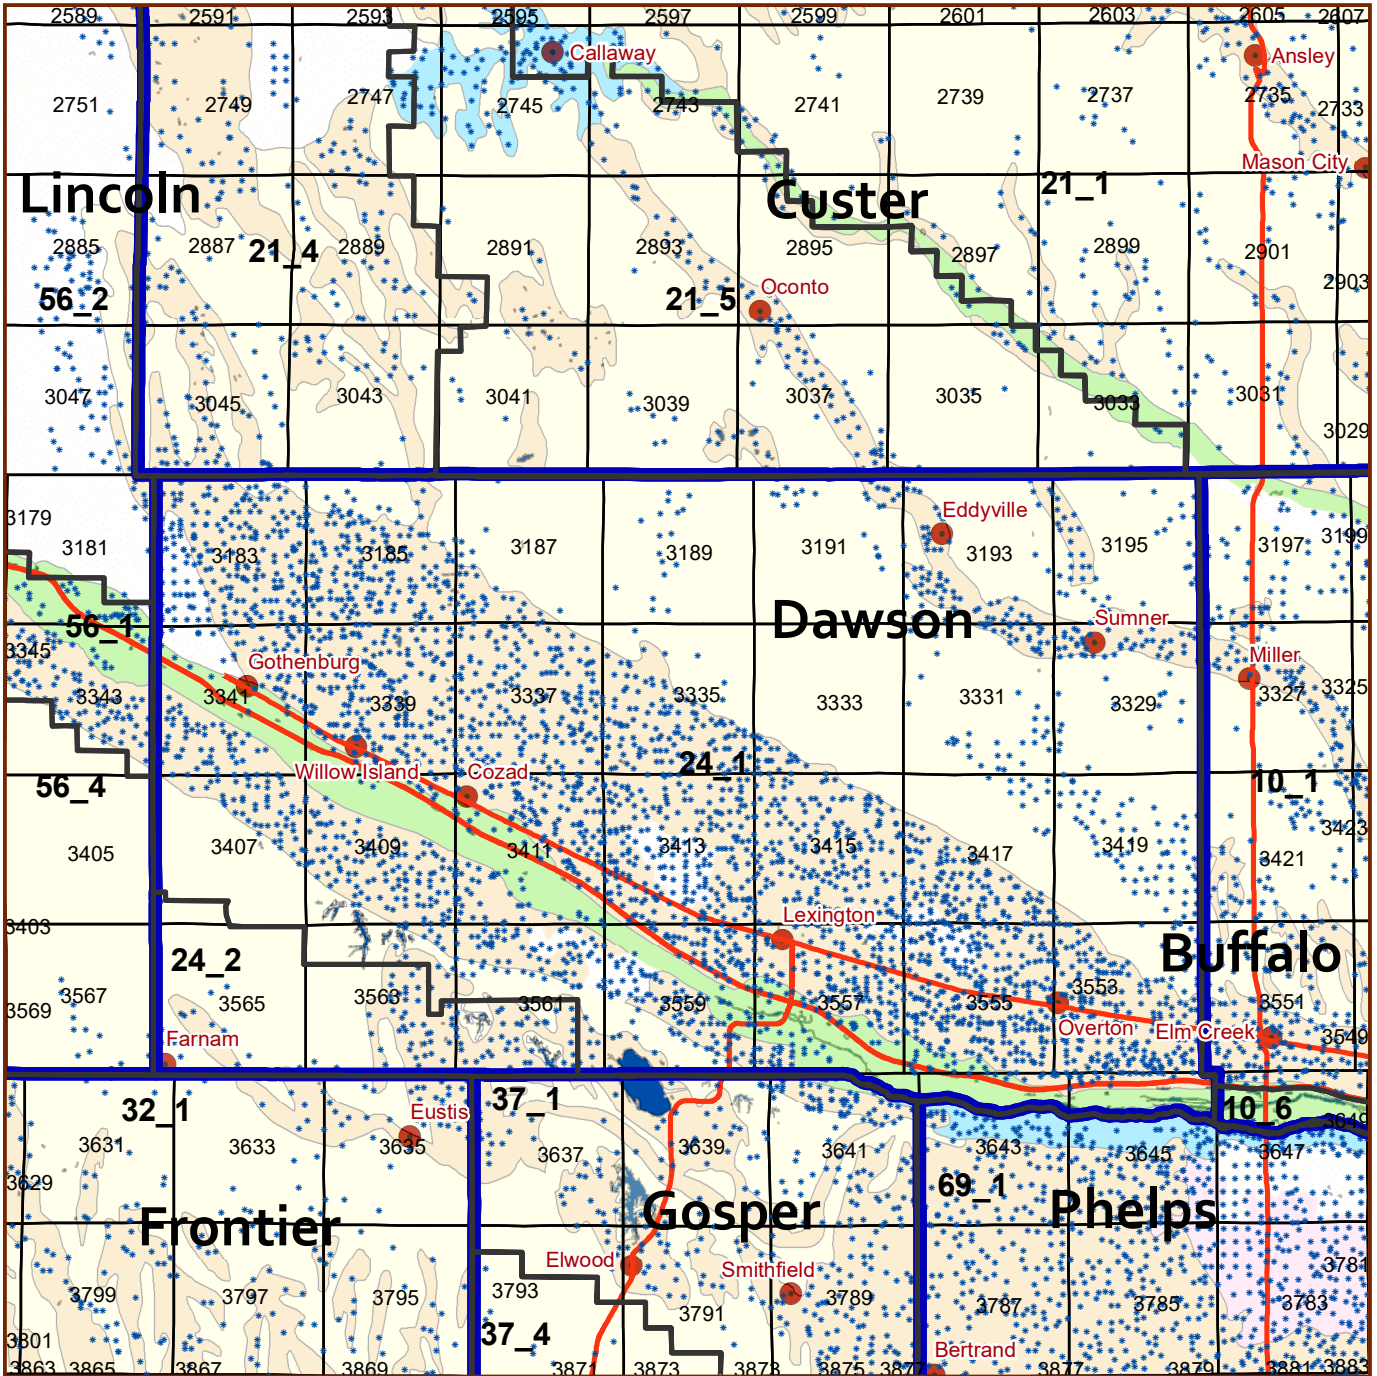 2589 2591 2593 2595 2597 2599 2601 2603 2605 2607
Callaway Ansley
2751 2749 2747 2745 2743 2741 2739 2737 2735 2733
Mason City
Lincoln Custer 21_1
2885 2887 21_4 2889 2891 2893 2895 2897 2899 2901 2903
56_2 21_5 Oconto
3047 3045 3043 3041 3039 3037 3035 3033 3031 3029
3179 Eddyville
3181 3183 3185 3187 3189 3191 3193 3195 3197 3199
56_1 Dawson Sumner
3345 Gothenburg Miller
3343 3341 3339 3337 3335 3333 3331 3329 3327 3325
56_4 Willow Island Cozad 24_1 10_1
3405 3407 3409 3411 3413 3415 3417 3419 3421 3423
3403 Lexington
24_2 Buffalo
3569 3567 3565 3563 3561 3559 3557 3555 3553 3551 3549
Farnam Overton Elm Creek
32_1 Eustis 37_1 10_6
3631 3633 3635 3637 3639 3641 3643 3645 3647 3649
3629 69_1
Frontier Gosper Phelps
Elwood Smithfield
3799 3797 3795 3793 3791 3789 3787 3785 3783 3781
3801 37_4 Bertrand
3863 3865 3867 3869 3871 3873 3873 3875 3877 3877 3879 3881 3883